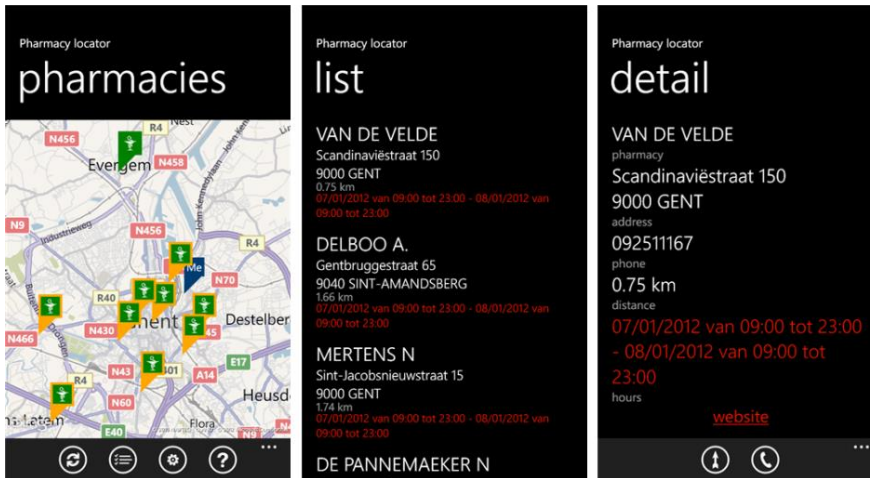 Pharmacy locator
pharmacies
Nest
R4
N456
Evergem
N458
John Kennedylaan
N9
Industrieweg
N456
R4
Me
N70
R40
Ghent
Destelber
N430
N466
E17
N43
A14
R4
N60
Heusd
Flora
E40
N9
Pharmacy locator
list
VAN DE VELDE
Scandinaviëstraat 150
9000 GENT
0.75 km
07/01/2012 van 09:00 tot 23:00 - 08/01/2012 van
09:00 tot 23:00
DELBOO A.
Gentbruggestraat 65
9040 SINT-AMANDSBERG
1.66 km
07/01/2012 van 09:00 tot 23:00 - 08/01/2012 van
09:00 tot 23:00
MERTENS N
Sint-Jacobsnieuwstraat 15
9000 GENT
1.74 km
07/01/2012 van 09:00 tot 23:00 - 08/01/2012 van
09:00 tot 23:00
DE PANNEMAEKER N
Pharmacy locator
detail
VAN DE VELDE
pharmacy
Scandinaviëstraat 150
9000 GENT
address
092511167
phone
0.75 km
distance
07/01/2012 van 09:00 tot 23:00
- 08/01/2012 van 09:00 tot
23:00
hours
website